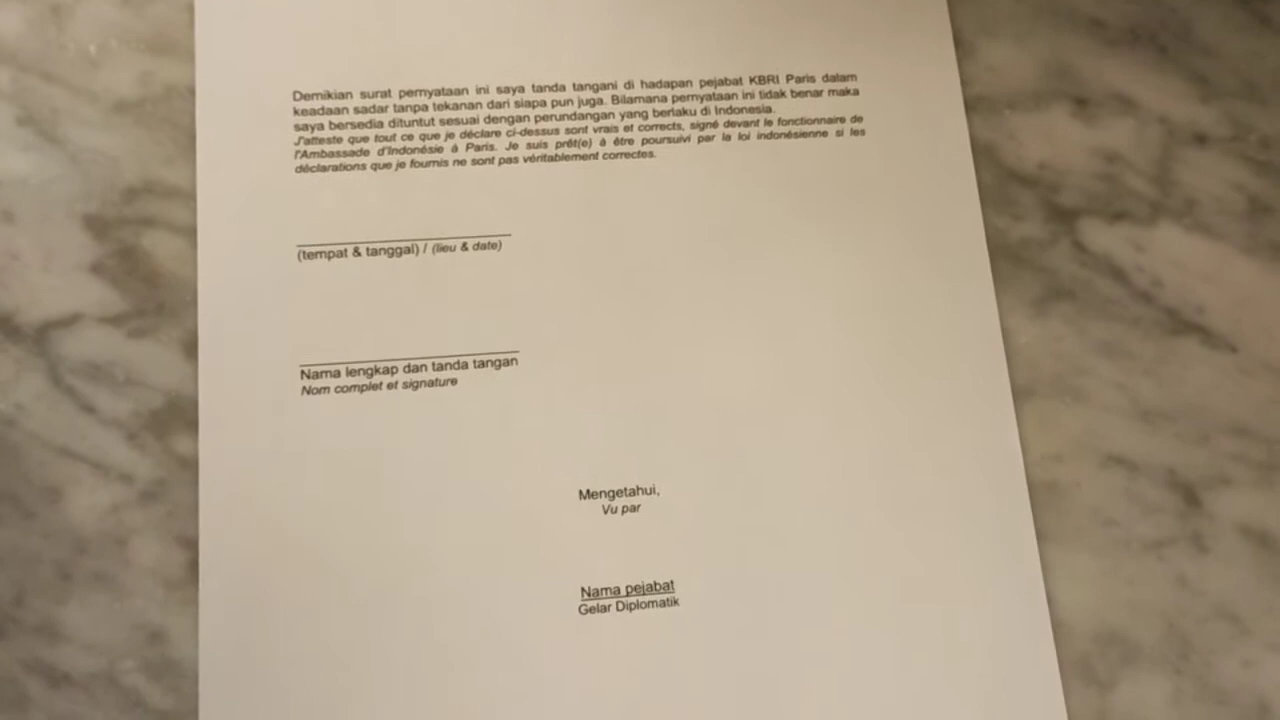 Demikian surat pernyataan ini saya tanda tangani di hadapan pejabat KBRI Paris dalam
keadaan sadar tanpa tekanan dari siapa pun juga. Bilamana pernyataan ini tidak benar maka
saya bersedia dituntut sesuai dengan perundangan yang berlaku di Indonesia.
J'atteste que tout ce que je déclare ci-dessus sont vrais et corrects, signé devant le fonctionnaire de
l'Ambassade d'Indonésie à Paris. Je suis prêt(e) à être poursuivi par la loi indonésienne si les
déclarations que je fournis ne sont pas véritablement correctes.
(tempat & tanggal) / (lieu & date)
Nama lengkap dan tanda tangan
Nom complet et signature
Mengetahui,
Vu par
Nama pejabat
Gelar Diplomatik